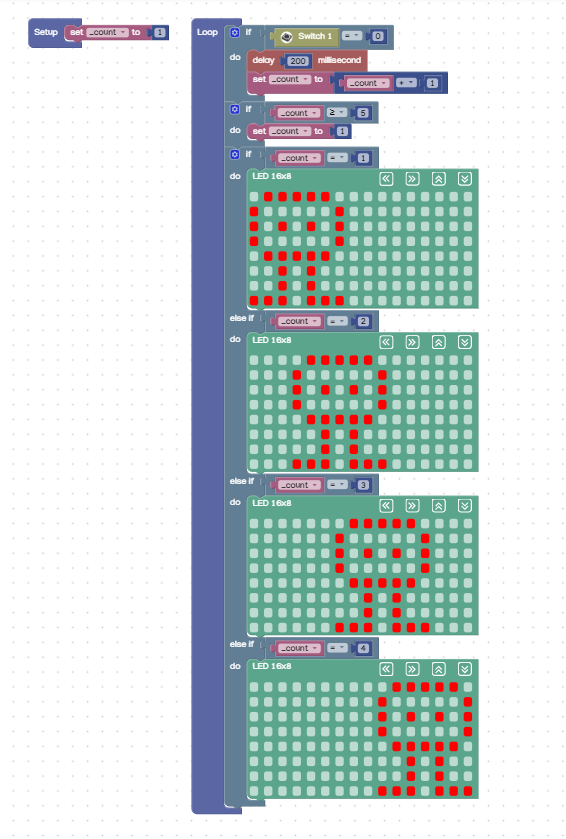 Setup set _count to 1
Loop if Switch 1 = 0
do delay 200 millisecond
set _count to _count + 1
if _count ≥ 5
do set _count to 1
if _count = 1
do LED 16x8
else if _count = 2
do LED 16x8
else if _count = 3
do LED 16x8
else if _count = 4
do LED 16x8